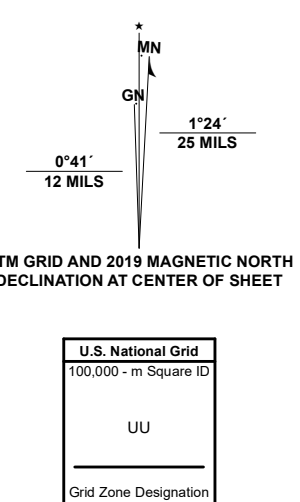 ★
MN
GN
1°24´
25 MILS
0°41´
12 MILS
TM GRID AND 2019 MAGNETIC NORTH
DECLINATION AT CENTER OF SHEET
U.S. National Grid
100,000 - m Square ID
UU
Grid Zone Designation